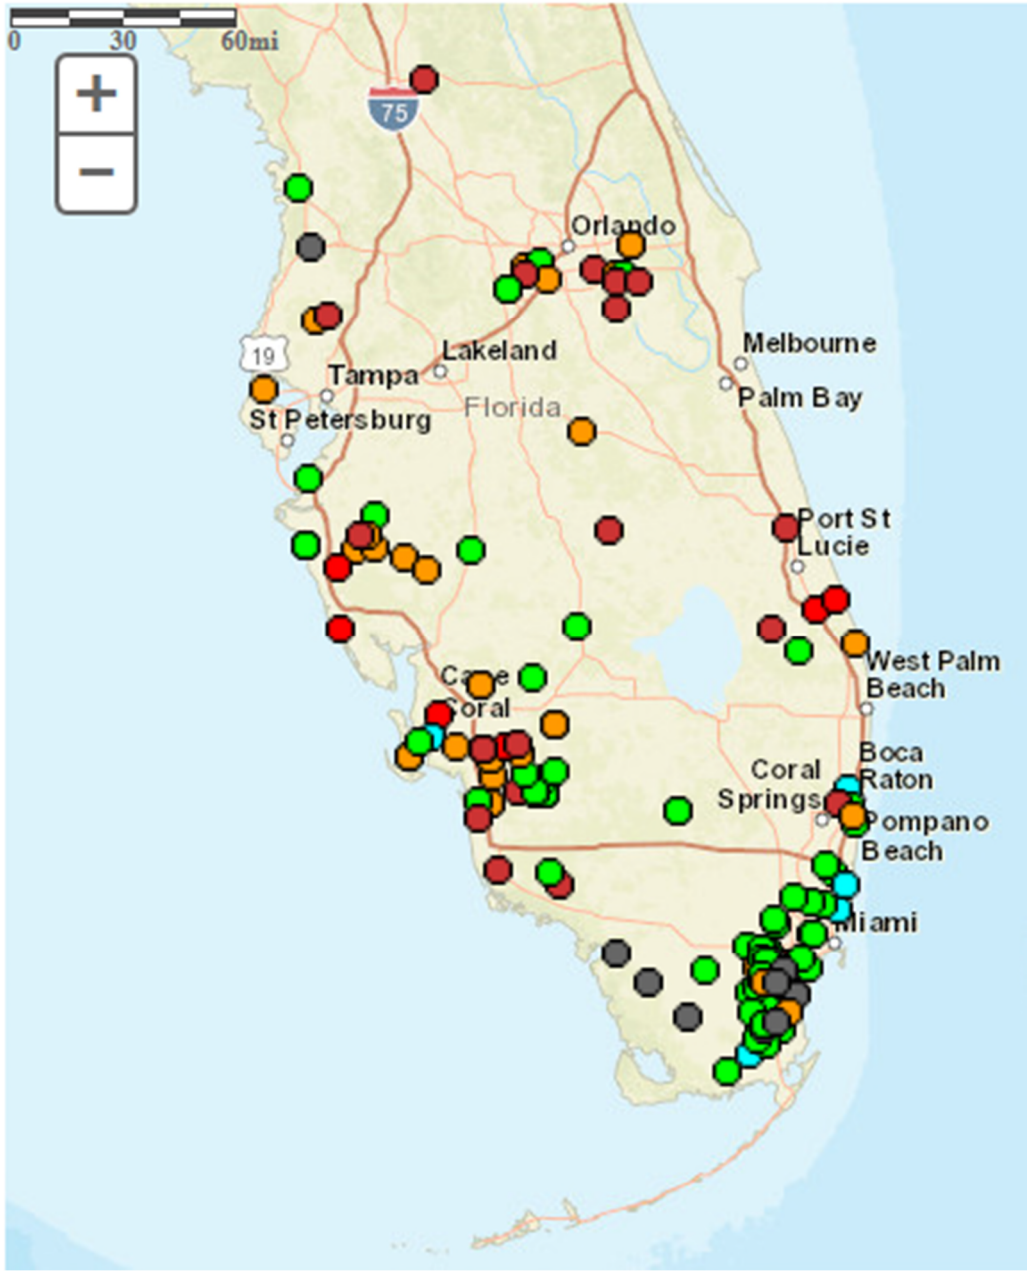 0 30 60mi
+
75
−
Orlando
Melbourne
19
Lakeland
Tampa
Palm Bay
Florida
St Petersburg
Port St
Lucie
West Palm
Beach
Coral
Boca
Raton
Coral
Springs
Pompano
Beach
Miami